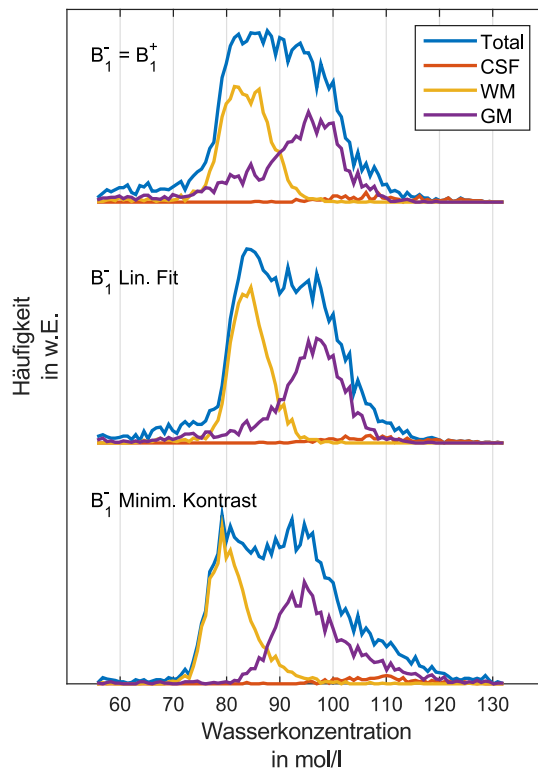 B₁⁻ = B₁⁺
Total
CSF
WM
GM
B₁⁻ Lin. Fit
B₁⁻ Minim. Kontrast
Häufigkeit
in w.E.
60 70 80 90 100 110 120 130
Wasserkonzentration
in mol/l